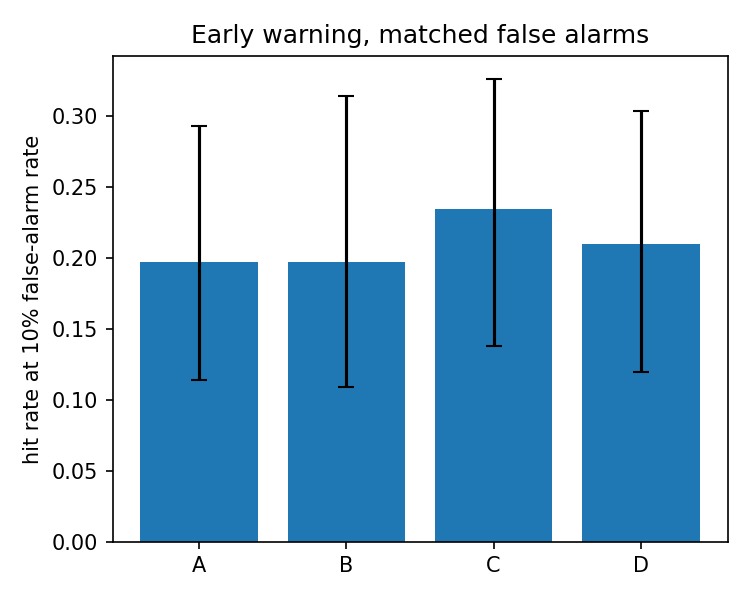 Early warning, matched false alarms
hit rate at 10% false-alarm rate
0.30
0.25
0.20
0.15
0.10
0.05
0.00
A
B
C
D